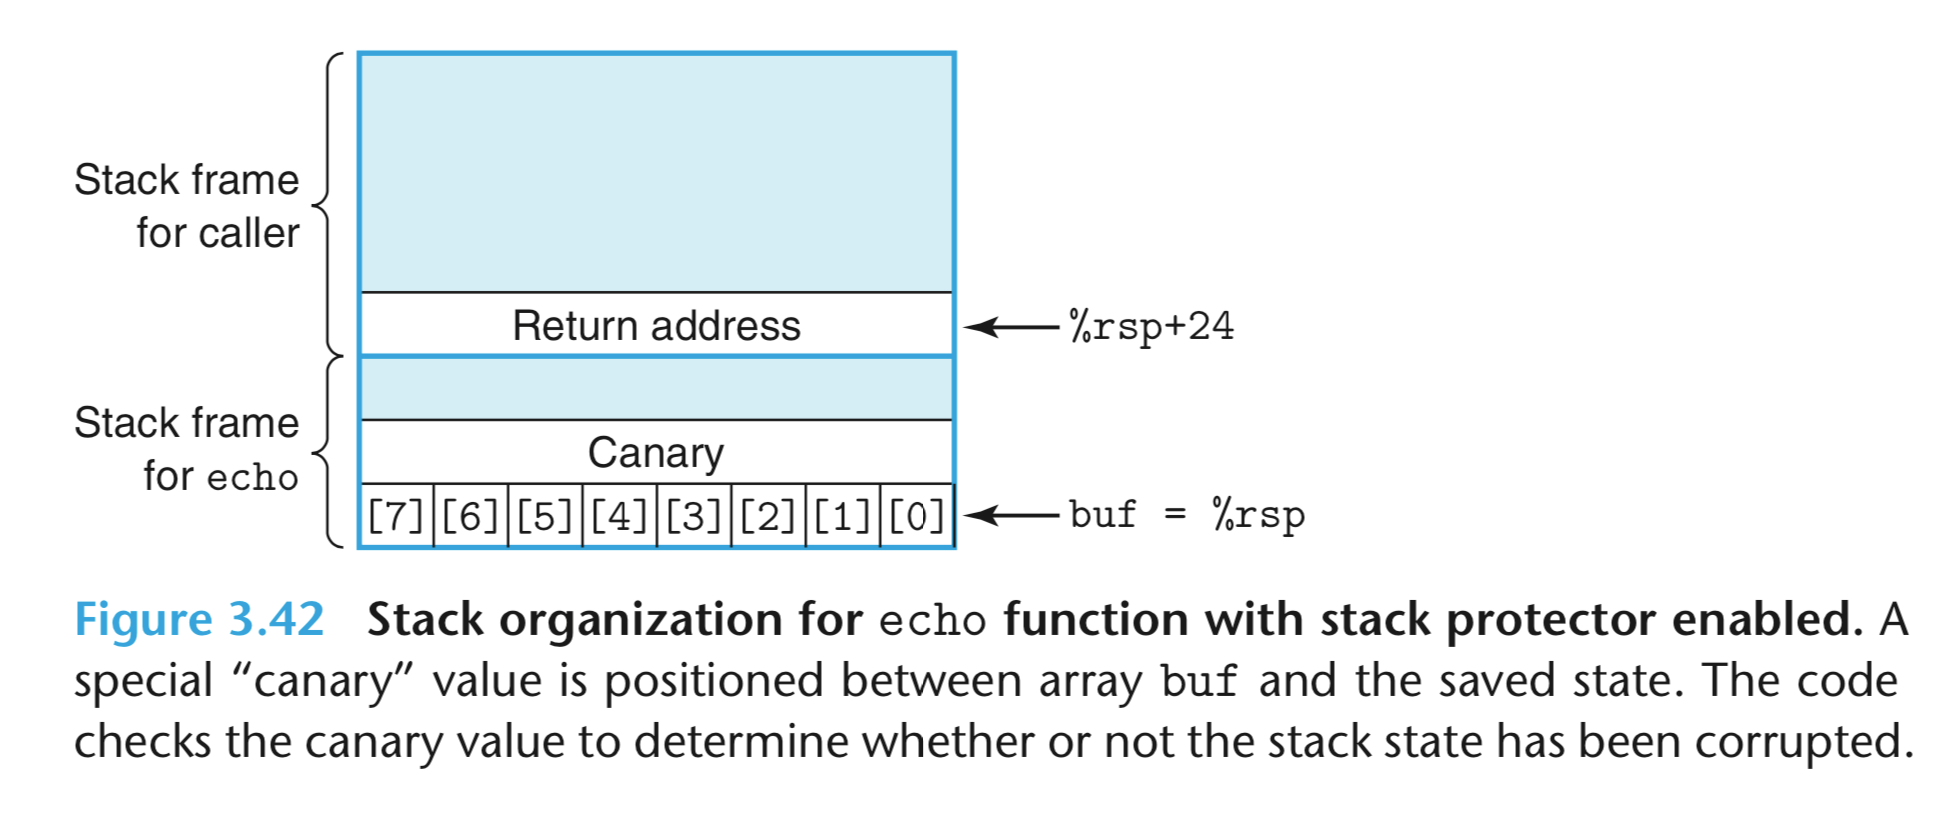 Stack frame
for caller
Return address
%rsp+24
Stack frame
for echo
Canary
[7] [6] [5] [4] [3] [2] [1] [0]
buf = %rsp
Figure 3.42 Stack organization for echo function with stack protector enabled. A
special “canary” value is positioned between array buf and the saved state. The code
checks the canary value to determine whether or not the stack state has been corrupted.